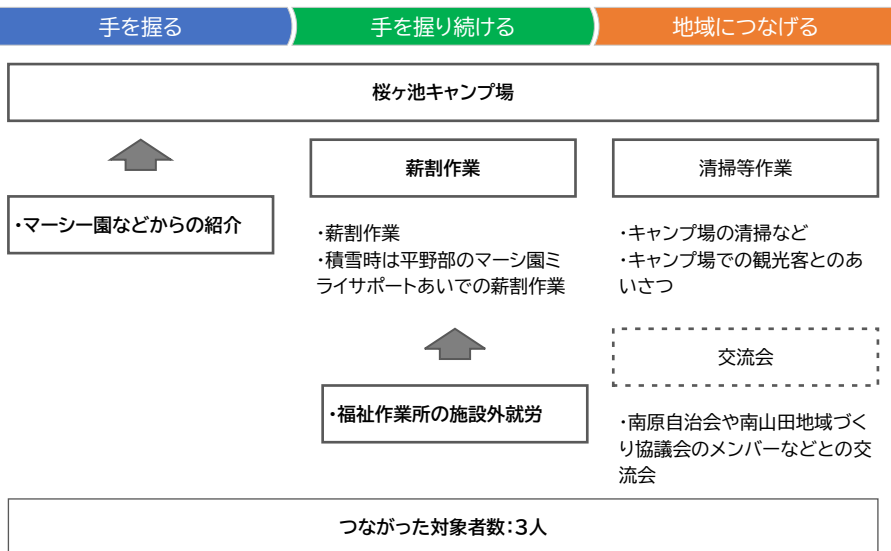 手を握る
手を握り続ける
地域につなげる
桜ヶ池キャンプ場
・マーシー園などからの紹介
薪割作業
・薪割作業
・積雪時は平野部のマーシ園ミ
ライサポートあいでの薪割作業
・福祉作業所の施設外就労
清掃等作業
・キャンプ場の清掃など
・キャンプ場での観光客とのあ
いさつ
交流会
・南原自治会や南山田地域づく
り協議会のメンバーなどとの交
流会
つながった対象者数：3人